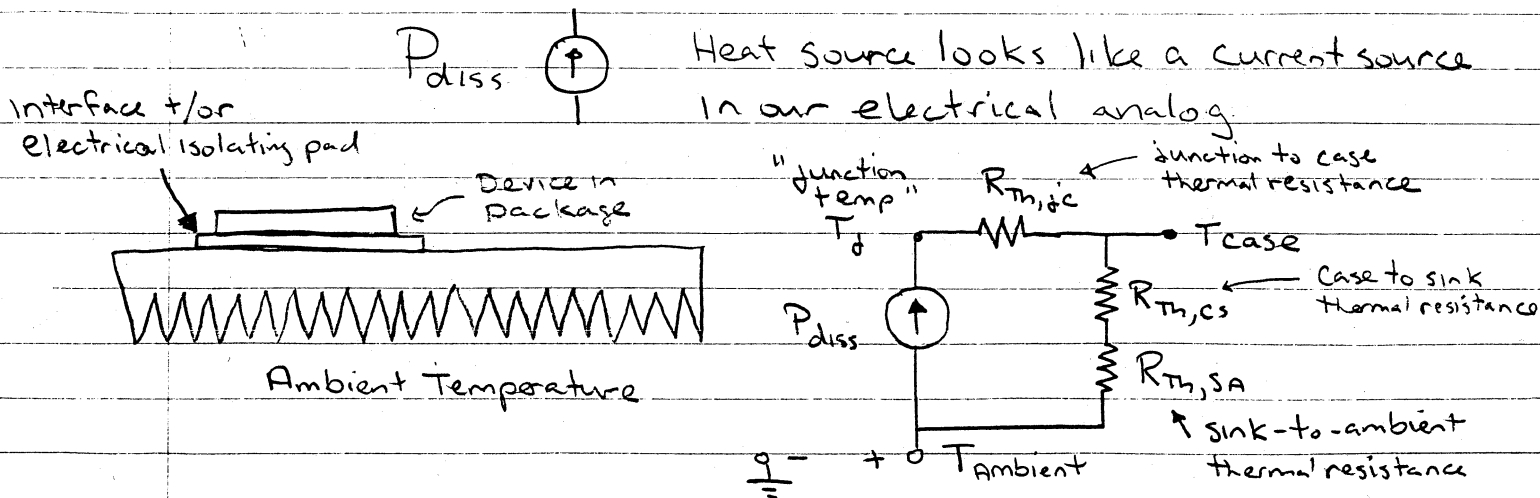 Pdiss
Heat source looks like a current source
in our electrical analog
Interface +/or
electrical isolating pad
Device in
package
Ambient Temperature
"junction
temp"
Tj
RTh,jc
junction to case
thermal resistance
Tcase
RTh,cs
Case to sink
thermal resistance
Pdiss
RTh,SA
sink-to-ambient
thermal resistance
- + TAmbient